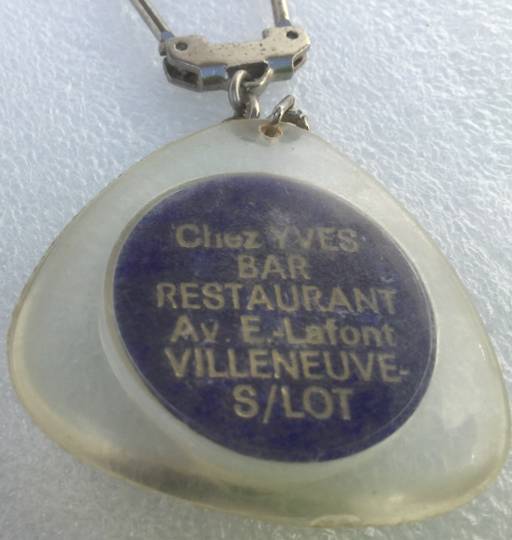 Chez YVES
BAR
RESTAURANT
Av. E.-Lafont
VILLENEUVE-
S/LOT